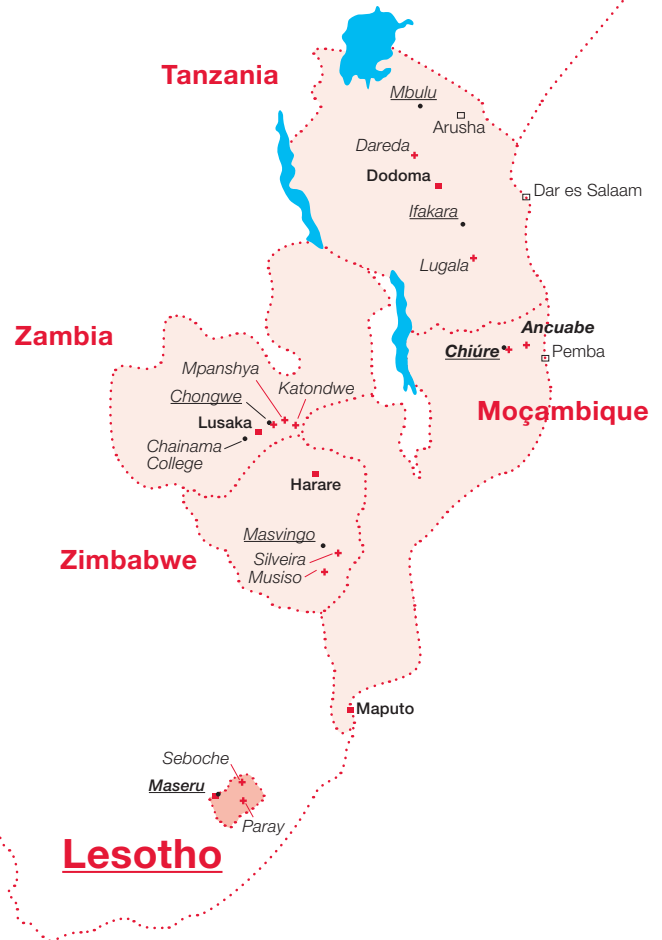 Tanzania
Mbulu
Arusha
Dareda
Dodoma
Dar es Salaam
Ifakara
Lugala
Zambia
Ancuabe
Chiúre
Pemba
Mpanshya
Katondwe
Chongwe
Moçambique
Lusaka
Chainama
College
Harare
Masvingo
Zimbabwe
Silveira
Musiso
Maputo
Seboche
Maseru
Paray
Lesotho